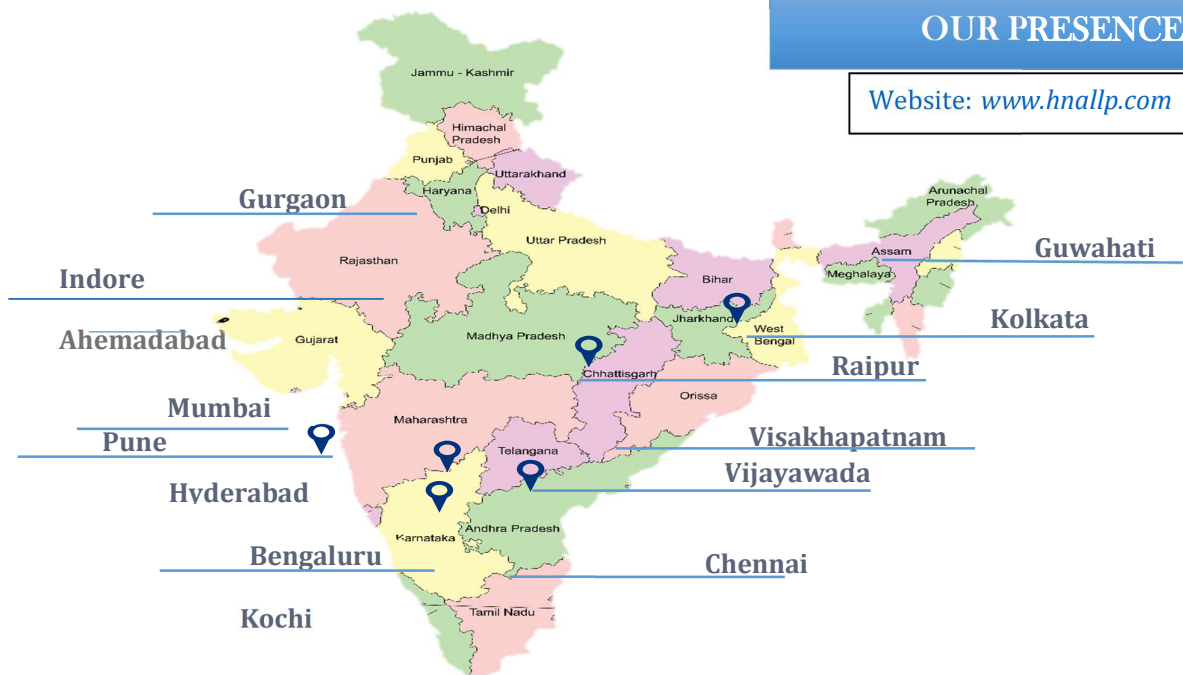 OUR PRESENCE
Website: www.hnallp.com
Jammu - Kashmir
Himachal
Pradesh
Punjab
Uttarakhand
Haryana
Gurgaon
Delhi
Arunachal
Pradesh
Uttar Pradesh
Rajasthan
Assam
Guwahati
Bihar
Meghalaya
Indore
Jharkhand
Kolkata
West
Bengal
Ahemadabad
Gujarat
Madhya Pradesh
Raipur
Chhattisgarh
Orissa
Mumbai
Maharashtra
Pune
Visakhapatnam
Telangana
Vijayawada
Hyderabad
Andhra Pradesh
Karnataka
Bengaluru
Chennai
Kochi
Tamil Nadu